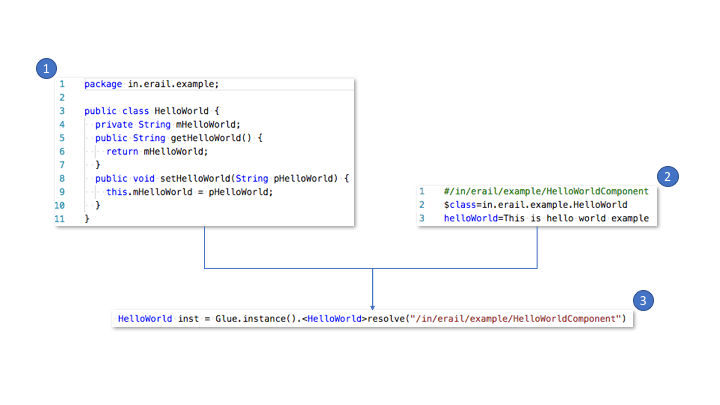 1
1 package in.erail.example;
2
3 public class HelloWorld {
4 private String mHelloWorld;
5 public String getHelloWorld() {
6 return mHelloWorld;
7 }
8 public void setHelloWorld(String pHelloWorld) {
9 this.mHelloWorld = pHelloWorld;
10 }
11 }
2
1 #/in/erail/example/HelloWorldComponent
2 $class=in.erail.example.HelloWorld
3 helloWorld=This is hello world example
3
HelloWorld inst = Glue.instance().<HelloWorld>resolve("/in/erail/example/HelloWorldComponent")